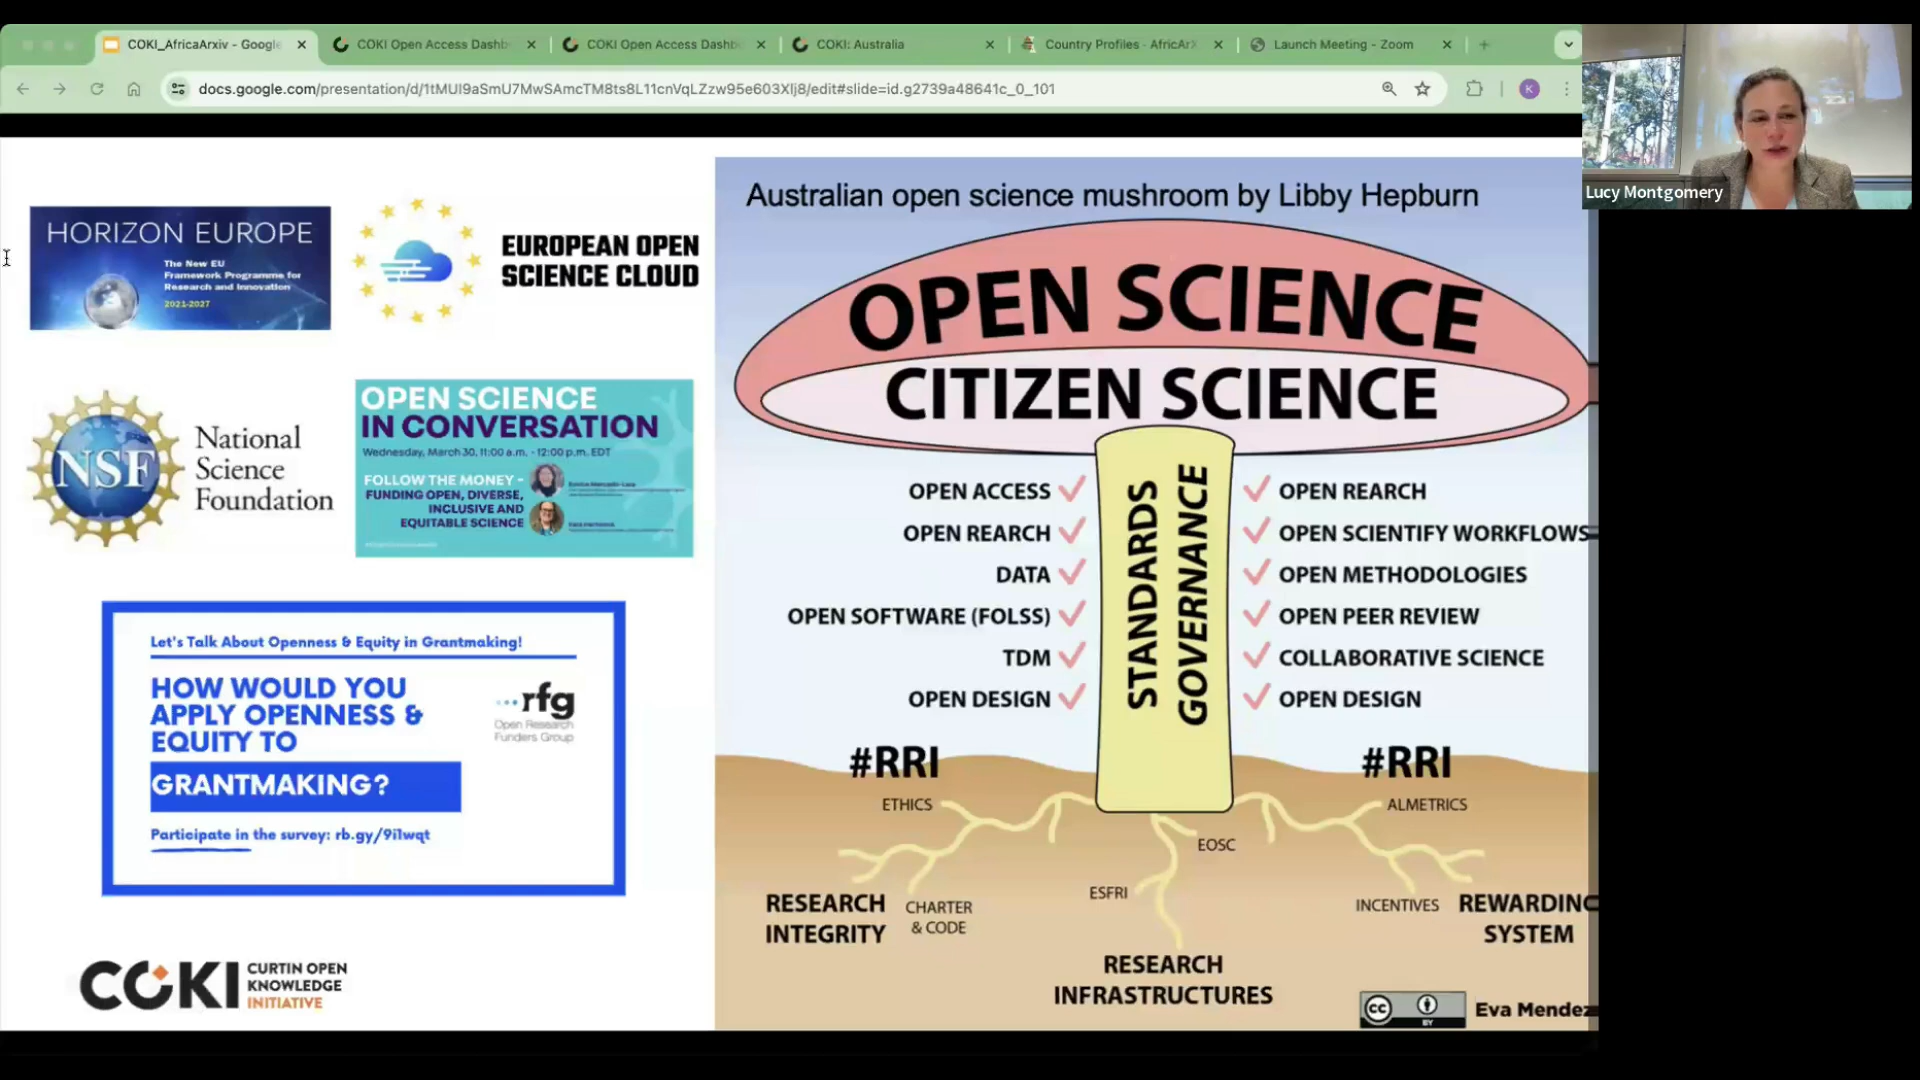 COKI_AfricaArxiv - Google
COKI Open Access Dashb
COKI Open Access Dashb
COKI: Australia
Country Profiles - AfricArX
Launch Meeting - Zoom
docs.google.com/presentation/d/1tMUI9aSmU7MwSAmcTM8ts8L11cnVqLZzw95e603Xlj8/edit#slide=id.g2739a48641c_0_101
K
Lucy Montgomery
HORIZON EUROPE
The New EU
Framework Programme for
Research and Innovation
2021-2027
EUROPEAN OPEN
SCIENCE CLOUD
NSF
National
Science
Foundation
OPEN SCIENCE
IN CONVERSATION
Wednesday, March 30, 11:00 a.m. - 12:00 p.m. EDT
FOLLOW THE MONEY -
FUNDING OPEN, DIVERSE,
INCLUSIVE AND
EQUITABLE SCIENCE
Let's Talk About Openness & Equity in Grantmaking!
HOW WOULD YOU
APPLY OPENNESS &
EQUITY TO
GRANTMAKING?
Participate in the survey: rb.gy/9i1wqt
rfg
Open Research
Funders Group
COKI
CURTIN OPEN
KNOWLEDGE
INITIATIVE
Australian open science mushroom by Libby Hepburn
OPEN SCIENCE
CITIZEN SCIENCE
STANDARDS
GOVERNANCE
OPEN ACCESS
OPEN REARCH
DATA
OPEN SOFTWARE (FOLSS)
TDM
OPEN DESIGN
OPEN REARCH
OPEN SCIENTIFY WORKFLOWS
OPEN METHODOLOGIES
OPEN PEER REVIEW
COLLABORATIVE SCIENCE
OPEN DESIGN
#RRI
#RRI
ETHICS
ALMETRICS
EOSC
ESFRI
RESEARCH
INTEGRITY
CHARTER
& CODE
INCENTIVES
REWARDING
SYSTEM
RESEARCH
INFRASTRUCTURES
cc
BY
Eva Mendez